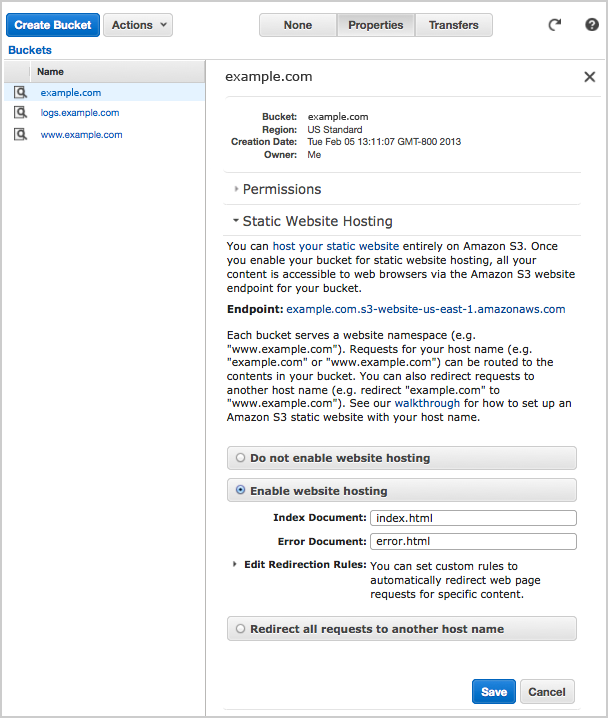 Create Bucket
Actions
None
Properties
Transfers
Buckets
Name
example.com
logs.example.com
www.example.com
example.com
Bucket: example.com
Region: US Standard
Creation Date: Tue Feb 05 13:11:07 GMT-800 2013
Owner: Me
Permissions
Static Website Hosting
You can host your static website entirely on Amazon S3. Once
you enable your bucket for static website hosting, all your
content is accessible to web browsers via the Amazon S3 website
endpoint for your bucket.
Endpoint: example.com.s3-website-us-east-1.amazonaws.com
Each bucket serves a website namespace (e.g.
"www.example.com"). Requests for your host name (e.g.
"example.com" or "www.example.com") can be routed to the
contents in your bucket. You can also redirect requests to
another host name (e.g. redirect "example.com" to
"www.example.com"). See our walkthrough for how to set up an
Amazon S3 static website with your host name.
Do not enable website hosting
Enable website hosting
Index Document: index.html
Error Document: error.html
Edit Redirection Rules: You can set custom rules to
automatically redirect web page
requests for specific content.
Redirect all requests to another host name
Save
Cancel